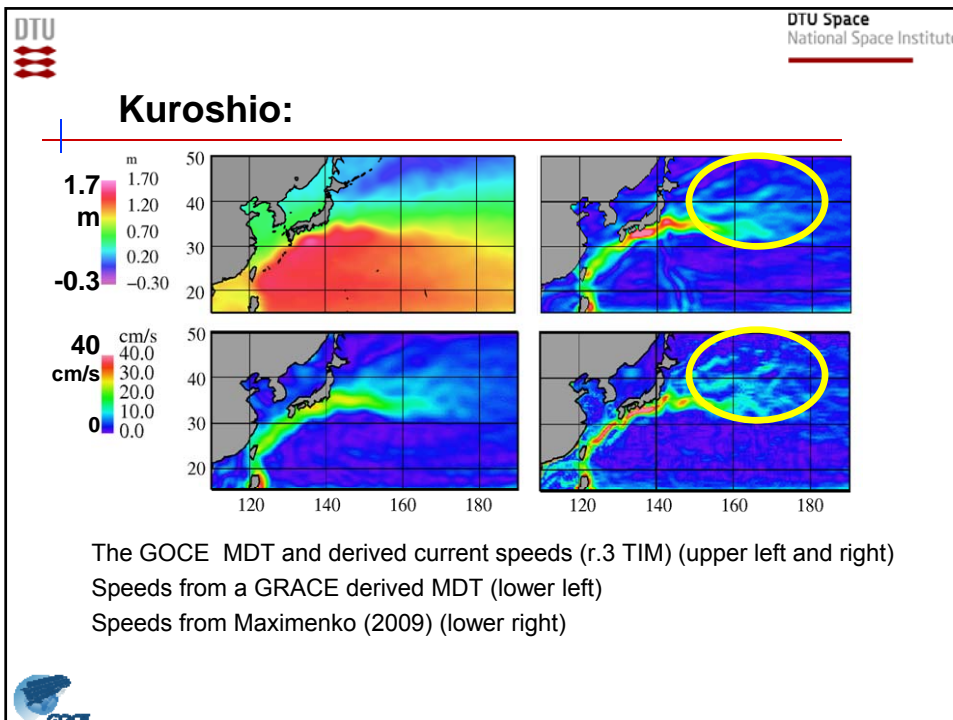 DTU
DTU Space
National Space Institute
Kuroshio:
1.7
m
-0.3
m
1.70
1.20
0.70
0.20
−0.30
50
40
30
20
40
cm/s
0
cm/s
40.0
30.0
20.0
10.0
0.0
50
40
30
20
120 140 160 180
120 140 160 180
The GOCE MDT and derived current speeds (r.3 TIM) (upper left and right)
Speeds from a GRACE derived MDT (lower left)
Speeds from Maximenko (2009) (lower right)